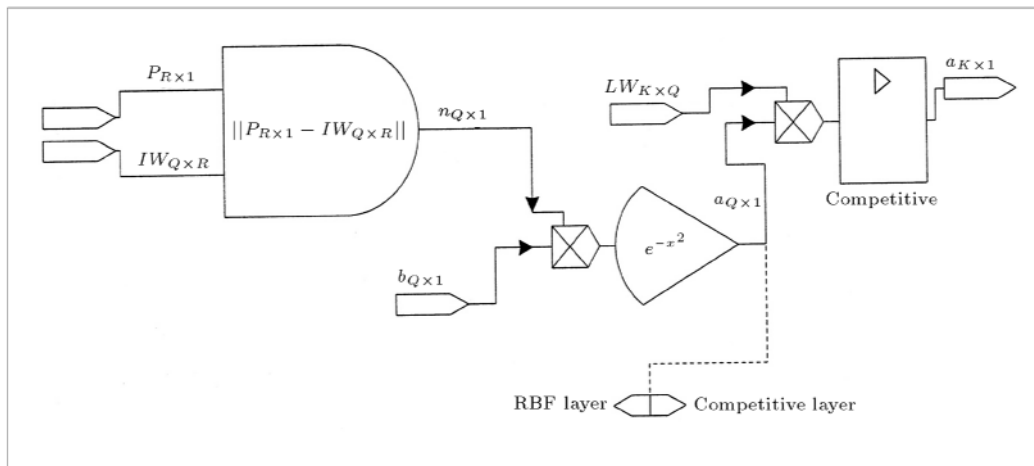 P_{R×1}
IW_{Q×R}
||P_{R×1} − IW_{Q×R}||
n_{Q×1}
b_{Q×1}
e^{−x^2}
a_{Q×1}
LW_{K×Q}
a_{K×1}
Competitive
RBF layer
Competitive layer